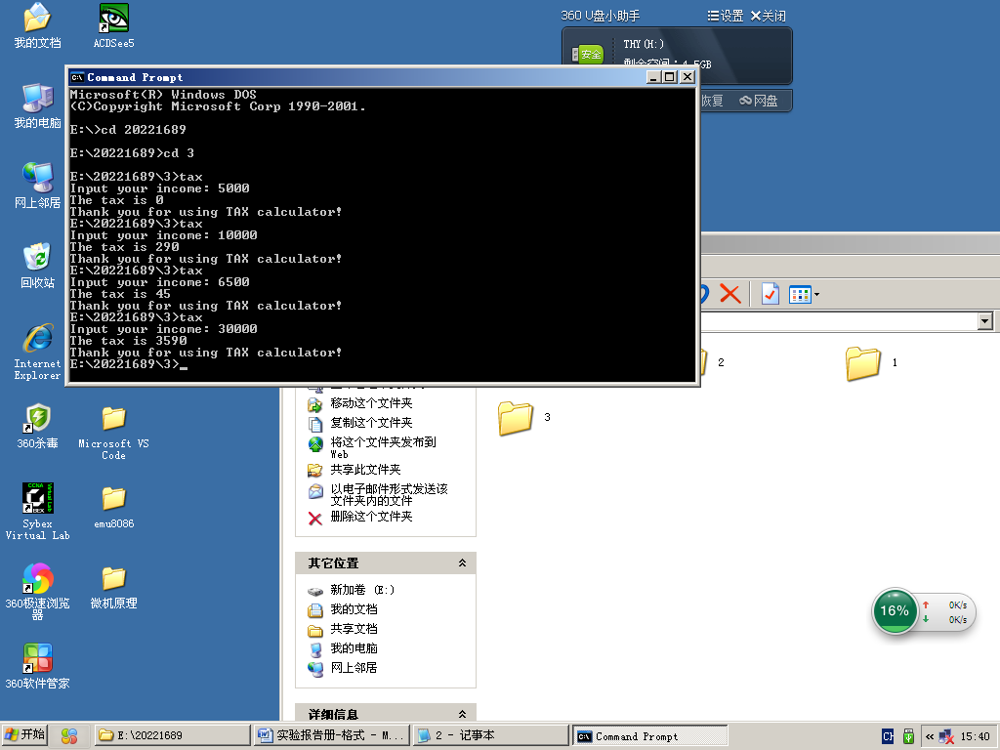 我的文档
ACDSee5
我的电脑
网上邻居
回收站
Internet
Explorer
360杀毒
Microsoft VS
Code
CCNA
Virtual Lab
Sybex
Virtual Lab
emu8086
360极速浏览
器
微机原理
360软件管家
360 U盘小助手
设置
关闭
安全
THY(H:)
恢复
网盘
Command Prompt
Microsoft(R) Windows DOS
(C)Copyright Microsoft Corp 1990-2001.
E:\>cd 20221689
E:\20221689>cd 3
E:\20221689\3>tax
Input your income: 5000
The tax is 0
Thank you for using TAX calculator!
E:\20221689\3>tax
Input your income: 10000
The tax is 290
Thank you for using TAX calculator!
E:\20221689\3>tax
Input your income: 6500
The tax is 45
Thank you for using TAX calculator!
E:\20221689\3>tax
Input your income: 30000
The tax is 3590
Thank you for using TAX calculator!
E:\20221689\3>_
2
1
3
移动这个文件夹
复制这个文件夹
将这个文件夹发布到
Web
共享此文件夹
以电子邮件形式发送该
文件夹内的文件
删除这个文件夹
其它位置
新加卷 (E:)
我的文档
共享文档
我的电脑
网上邻居
详细信息
16%
0K/s
0K/s
开始
E:\20221689
实验报告册-格式 - M...
2 - 记事本
Command Prompt
CH
15:40